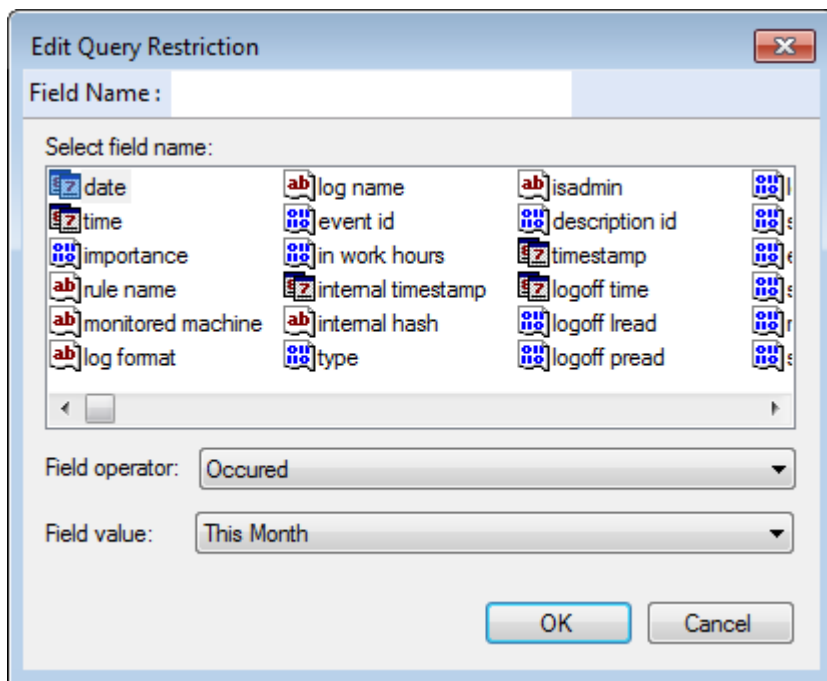 Edit Query Restriction
Field Name :
Select field name:
date log name isadmin
time event id description id
importance in work hours timestamp
rule name internal timestamp logoff time
monitored machine internal hash logoff lread
log format type logoff pread
Field operator: Occured
Field value: This Month
OK Cancel